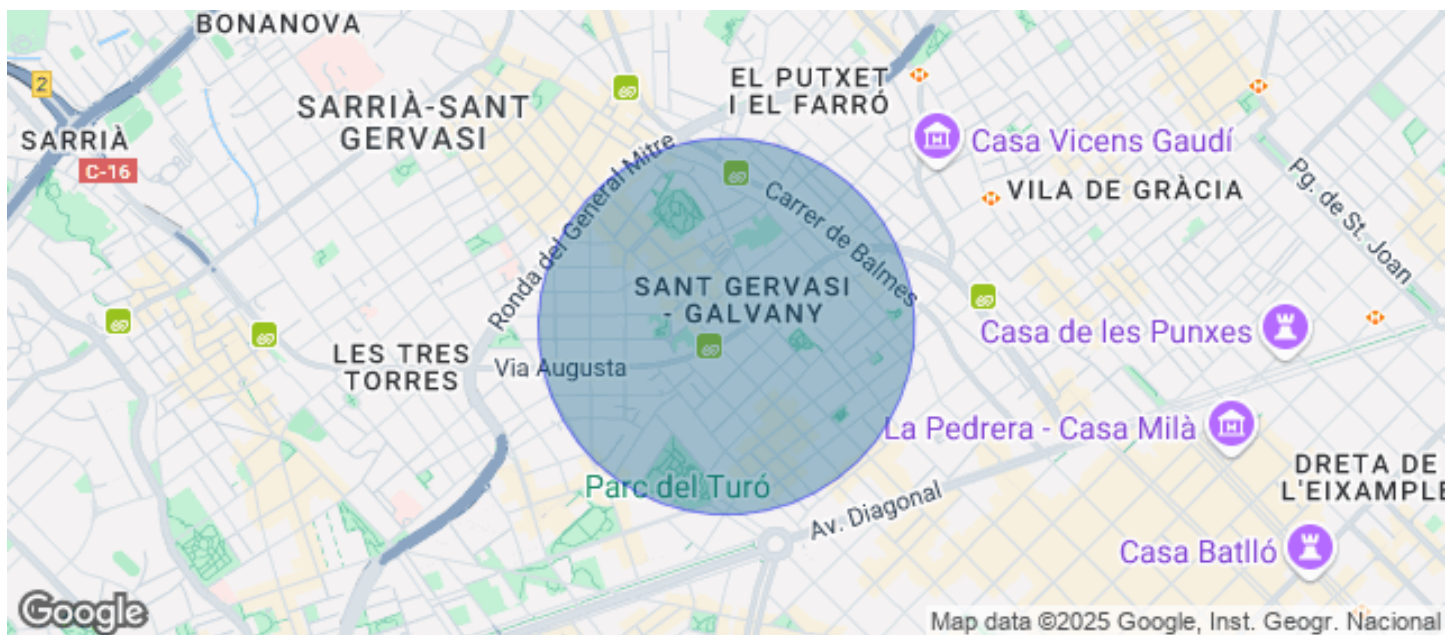 BONANOVA
2
SARRIÀ-SANT
GERVASI
EL PUTXET
I EL FARRÓ
SARRIÀ
C-16
Casa Vicens Gaudí
VILA DE GRÀCIA
Ronda del General Mitre
Carrer de Balmes
Pg. de St. Joan
SANT GERVASI
- GALVANY
Casa de les Punxes
LES TRES
TORRES
Via Augusta
La Pedrera - Casa Milà
Parc del Turó
Av. Diagonal
DRETA DE
L'EIXAMPLE
Casa Batlló
Google
Map data ©2025 Google, Inst. Geogr. Nacional